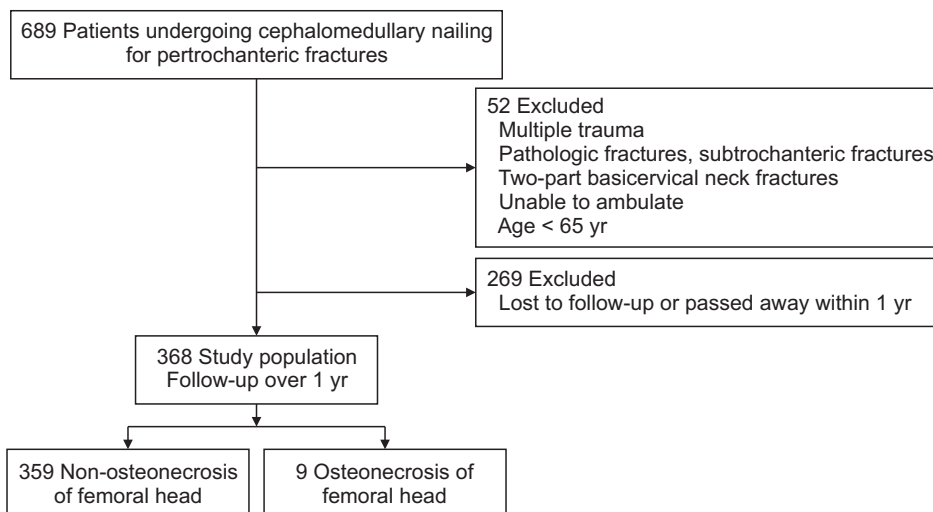 689 Patients undergoing cephalomedullary nailing
for pertrochanteric fractures
52 Excluded
Multiple trauma
Pathologic fractures, subtrochanteric fractures
Two-part basicervical neck fractures
Unable to ambulate
Age < 65 yr
269 Excluded
Lost to follow-up or passed away within 1 yr
368 Study population
Follow-up over 1 yr
359 Non-osteonecrosis
of femoral head
9 Osteonecrosis of
femoral head